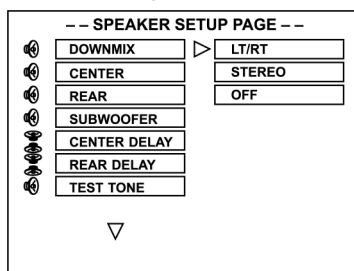 – – SPEAKER SETUP PAGE – –
DOWNMIX
LT/RT
CENTER
STEREO
REAR
OFF
SUBWOOFER
CENTER DELAY
REAR DELAY
TEST TONE